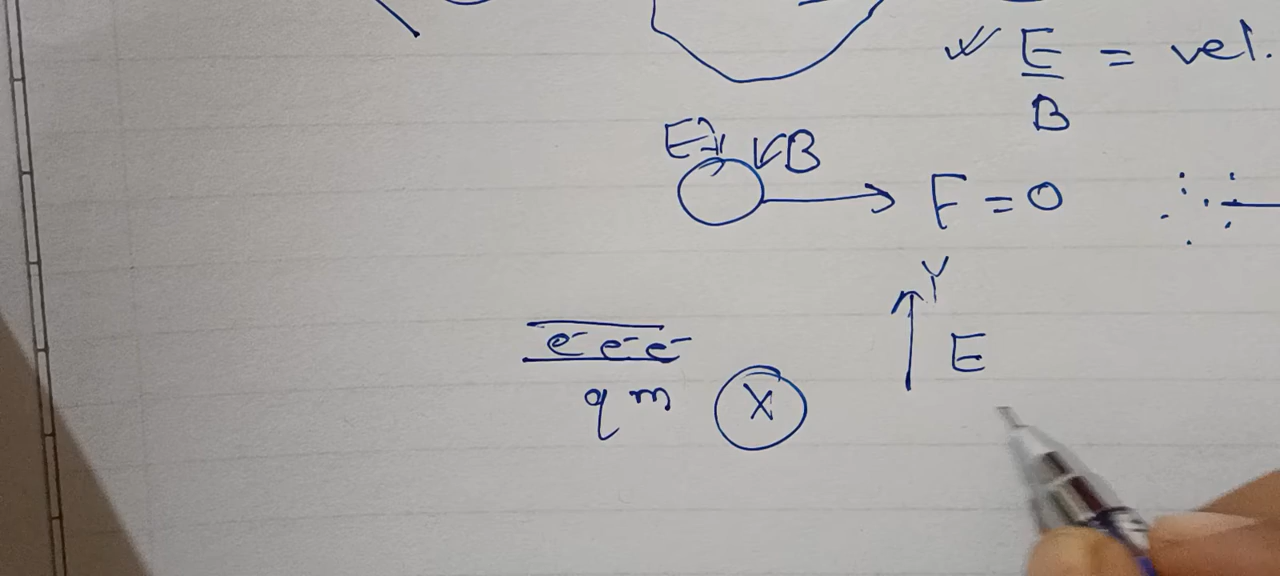 E = vel.
B
E B
F = 0
Y
e⁻ e⁻ e⁻
E
q m
X